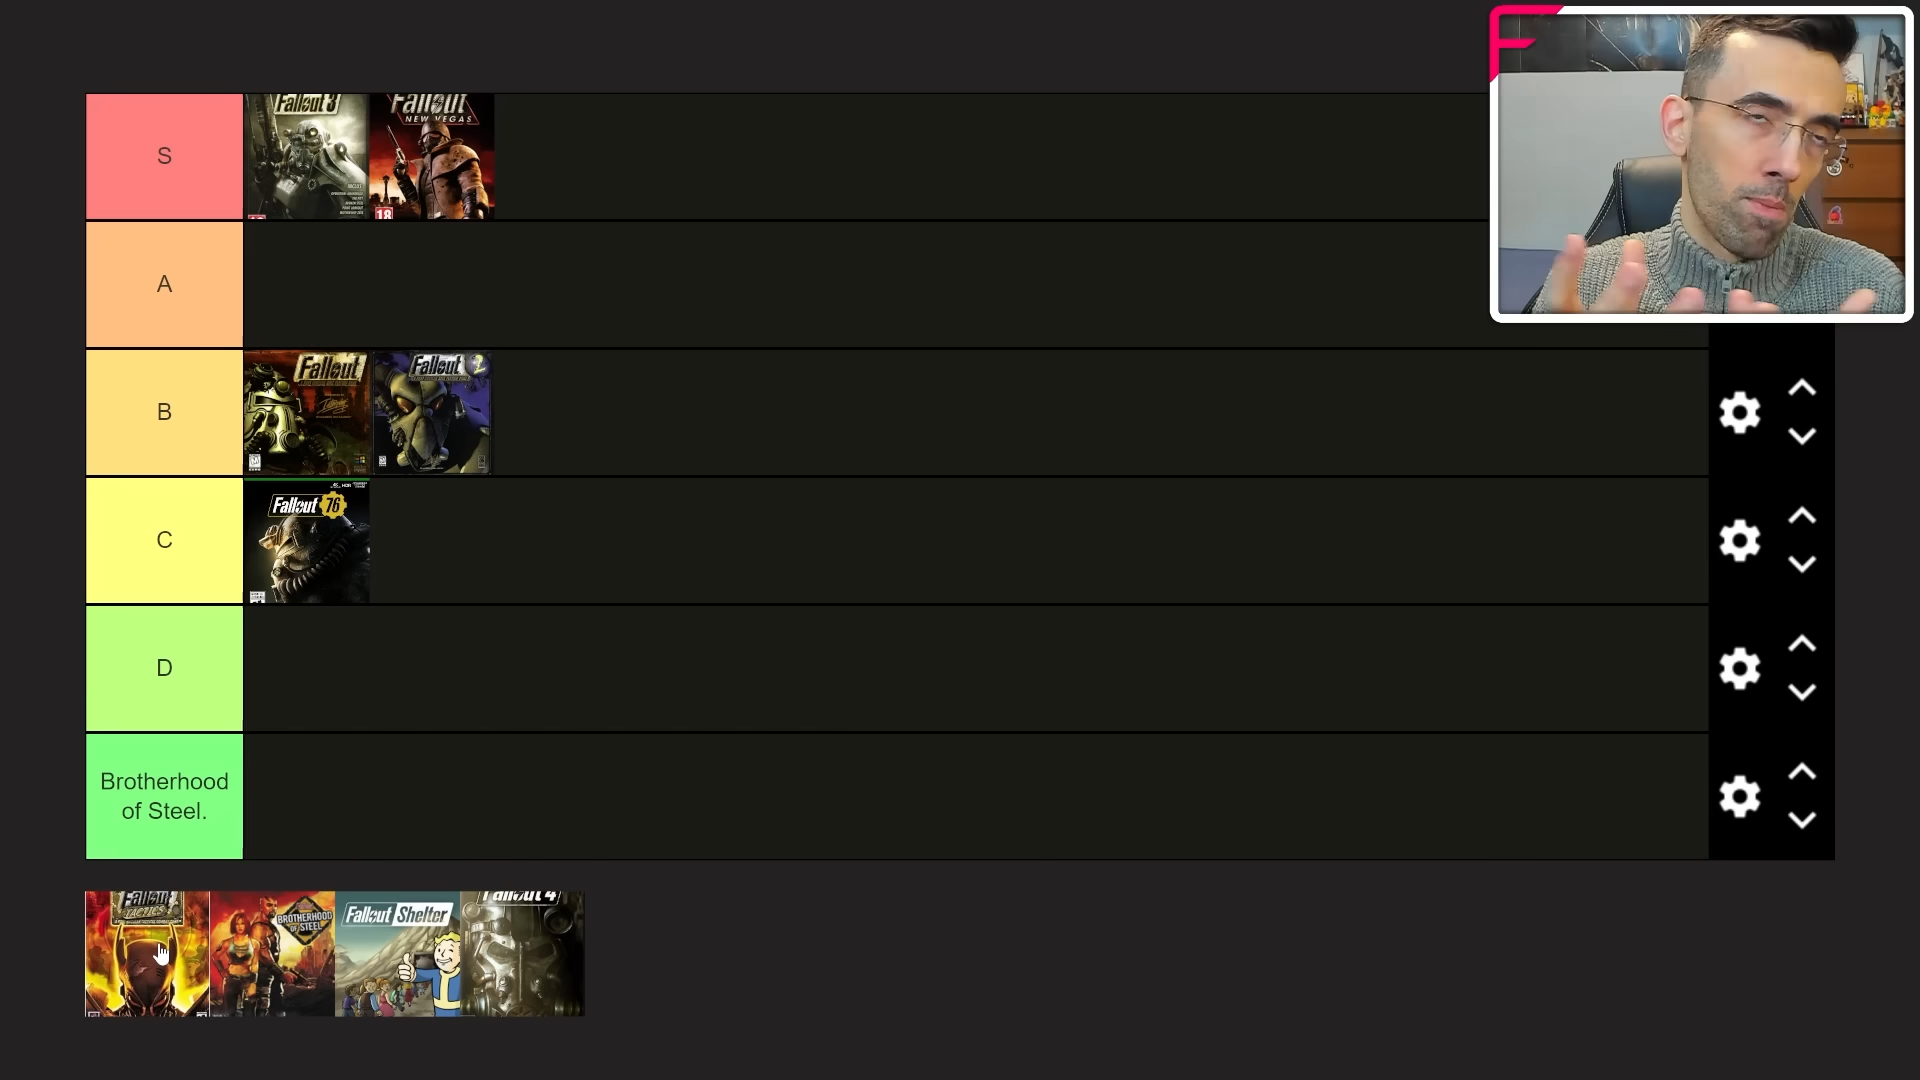 S
Fallout 3
Fallout
NEW VEGAS
18
A
B
Fallout
Fallout 2
C
Fallout 76
D
Brotherhood
of Steel.
Fallout
TACTICS
BROTHERHOOD
OF STEEL
Fallout Shelter
Fallout 4